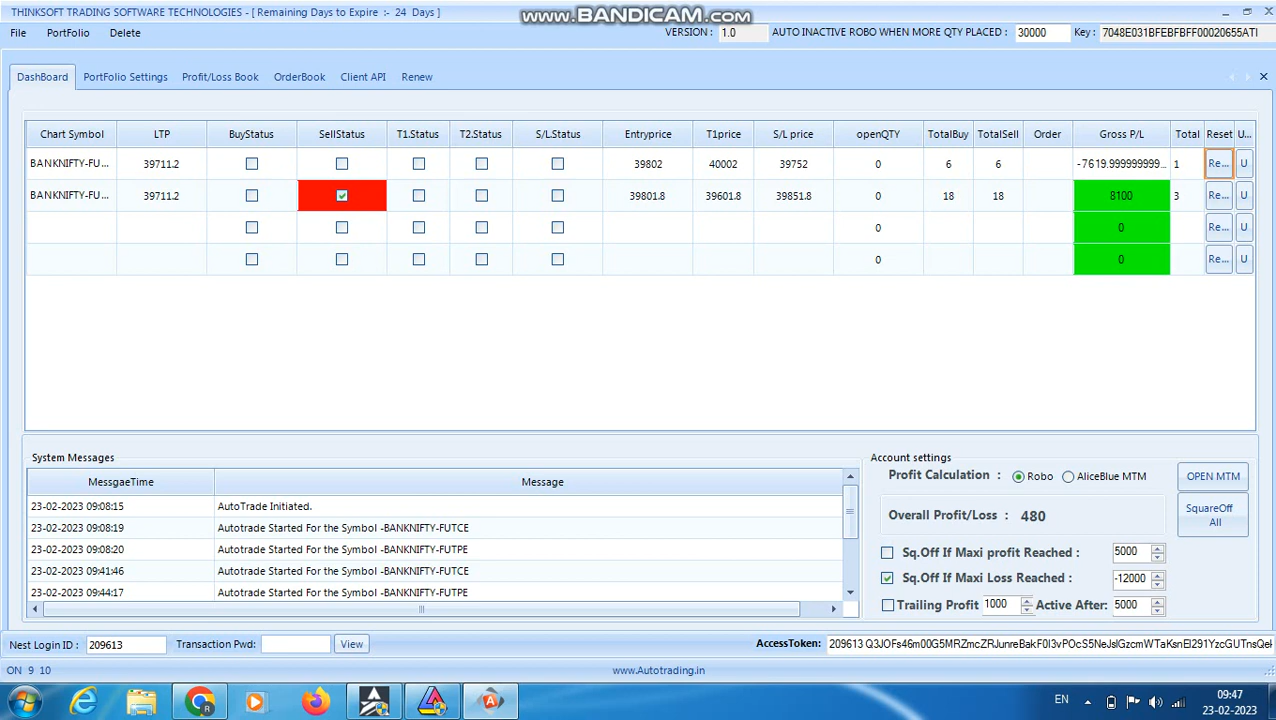 THINKSOFT TRADING SOFTWARE TECHNOLOGIES - [ Remaining Days to Expire :- 24 Days ]
www.BANDICAM.com
File PortFolio Delete
VERSION : 1.0 AUTO INACTIVE ROBO WHEN MORE QTY PLACED : 30000 Key : 7048E031BFEBFBFF00020655ATI
DashBoard PortFolio Settings Profit/Loss Book OrderBook Client API Renew
Chart Symbol LTP BuyStatus SellStatus T1.Status T2.Status S/L.Status Entryprice T1price S/L price openQTY TotalBuy TotalSell Order Gross P/L Total Reset U...
BANKNIFTY-FU... 39711.2 39802 40002 39752 0 6 6 -7619.999999999... 1 Re... U
BANKNIFTY-FU... 39711.2 39801.8 39601.8 39851.8 0 18 18 8100 3 Re... U
0 0 Re... U
0 0 Re... U
System Messages
MessgaeTime Message
23-02-2023 09:08:15 AutoTrade Initiated.
23-02-2023 09:08:19 Autotrade Started For the Symbol -BANKNIFTY-FUTCE
23-02-2023 09:08:20 Autotrade Started For the Symbol -BANKNIFTY-FUTPE
23-02-2023 09:41:46 Autotrade Started For the Symbol -BANKNIFTY-FUTCE
23-02-2023 09:44:17 Autotrade Started For the Symbol -BANKNIFTY-FUTPE
Account settings
Profit Calculation : Robo AliceBlue MTM OPEN MTM
Overall Profit/Loss : 480 SquareOff All
Sq.Off If Maxi profit Reached : 5000
Sq.Off If Maxi Loss Reached : -12000
Trailing Profit 1000 Active After: 5000
Nest Login ID : 209613 Transaction Pwd: View
AccessToken: 209613
ON 9 10 www.Autotrading.in
EN 09:47
23-02-2023